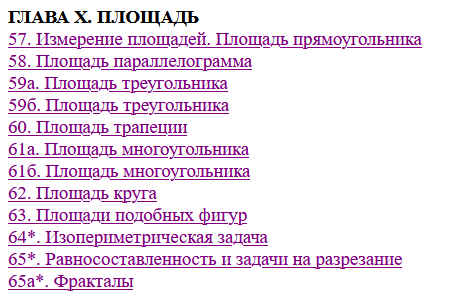 ГЛАВА X. ПЛОЩАДЬ
57. Измерение площадей. Площадь прямоугольника
58. Площадь параллелограмма
59а. Площадь треугольника
59б. Площадь треугольника
60. Площадь трапеции
61а. Площадь многоугольника
61б. Площадь многоугольника
62. Площадь круга
63. Площади подобных фигур
64*. Изопериметрическая задача
65*. Равносоставленность и задачи на разрезание
65а*. Фракталы